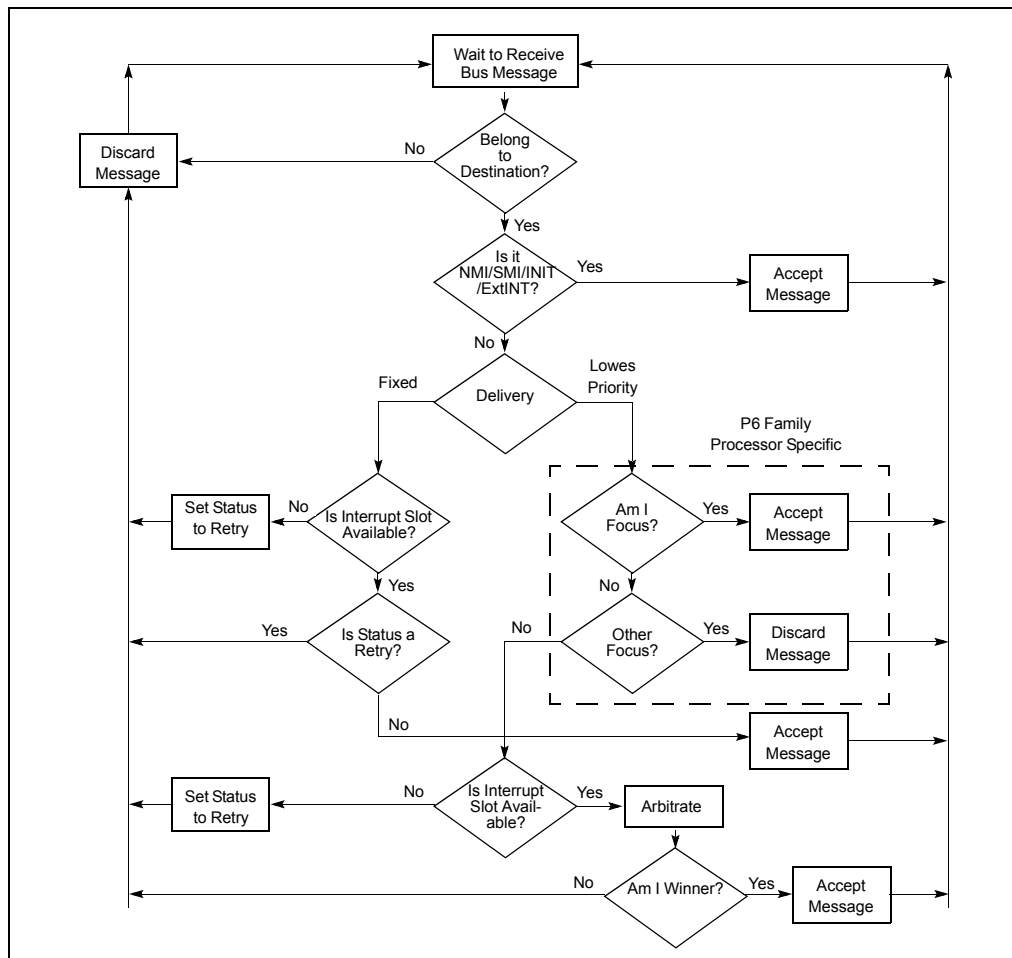 Wait to Receive
Bus Message
Belong
to
Destination?
No
Discard
Message
Yes
Is it
NMI/SMI/INIT
/ExtINT?
Yes
Accept
Message
No
Delivery
Fixed
Lowes
Priority
P6 Family
Processor Specific
Set Status
to Retry
No
Is Interrupt Slot
Available?
Am I
Focus?
Yes
Accept
Message
Yes
No
Yes
Is Status a
Retry?
No
Other
Focus?
Yes
Discard
Message
No
Accept
Message
Set Status
to Retry
No
Is Interrupt
Slot Avail-
able?
Yes
Arbitrate
No
Am I Winner?
Yes
Accept
Message